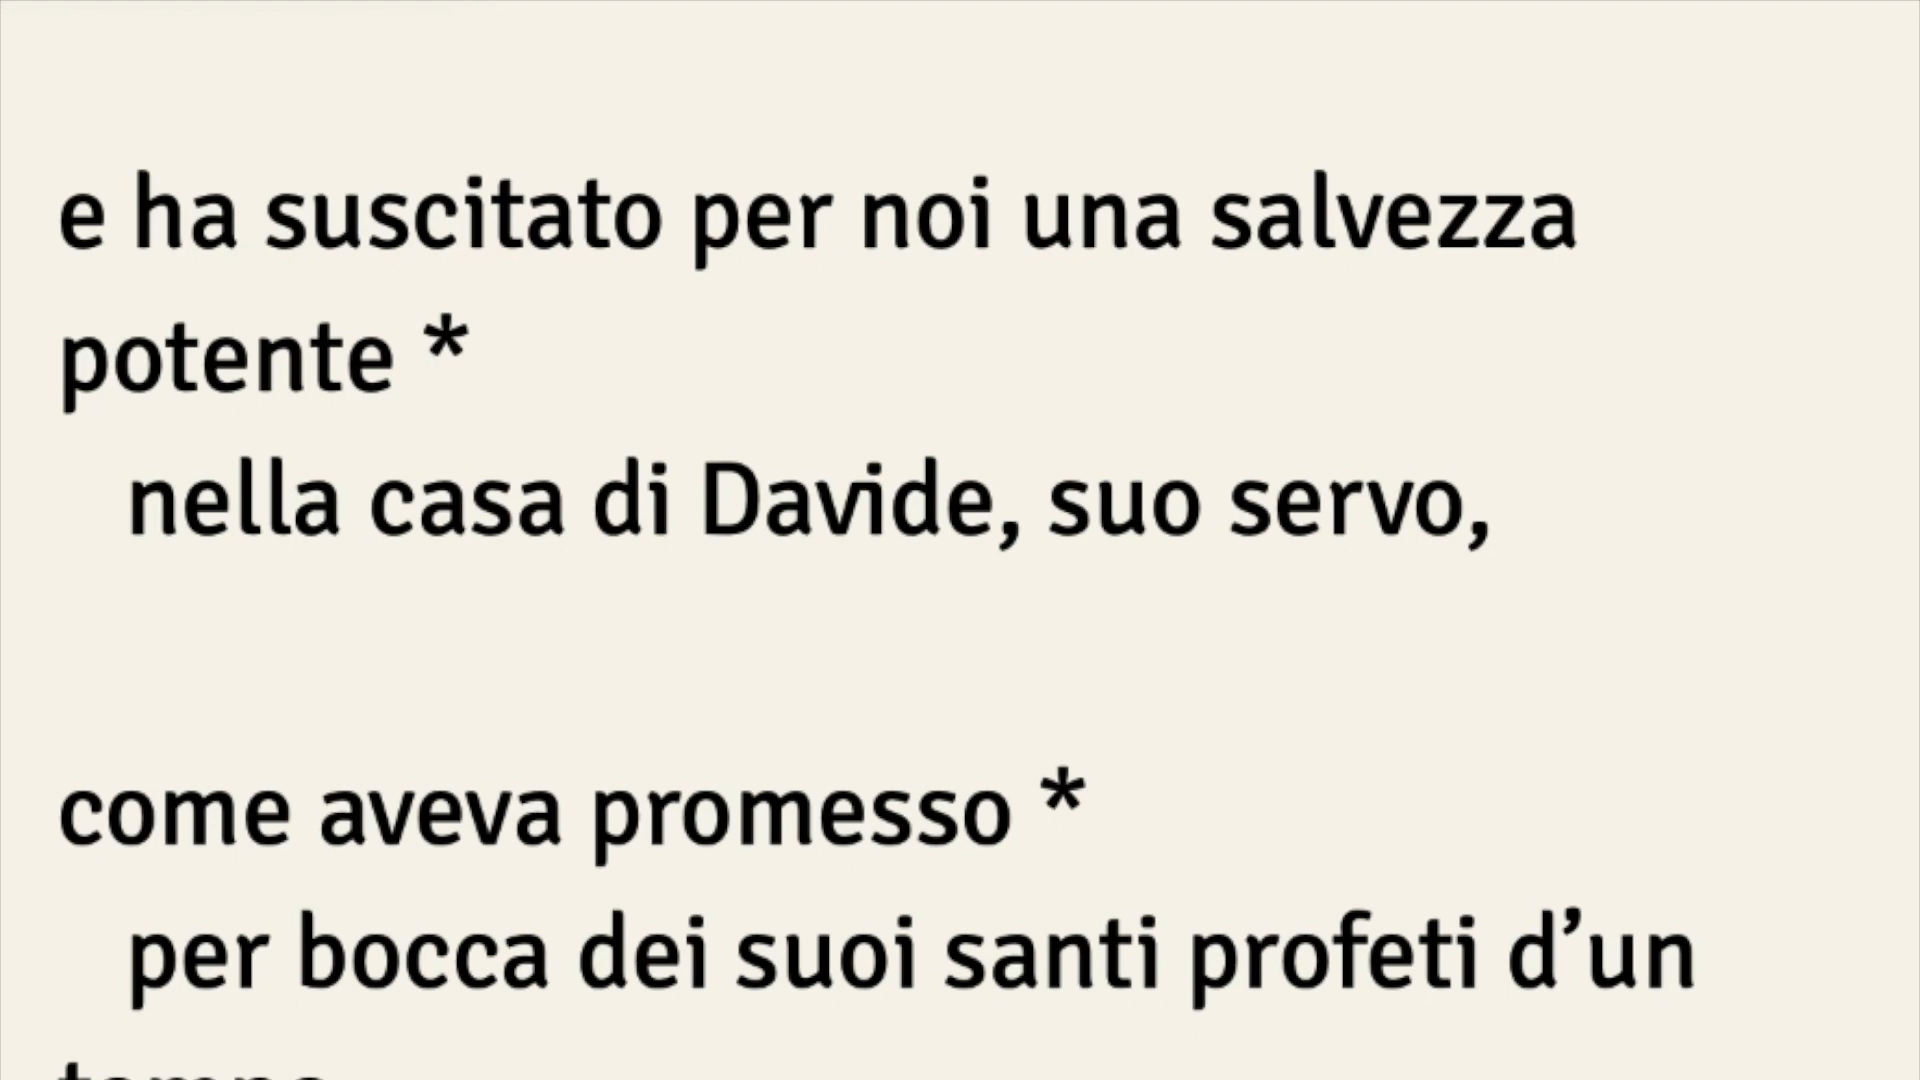 e ha suscitato per noi una salvezza
potente *
nella casa di Davide, suo servo,
come aveva promesso *
per bocca dei suoi santi profeti d’un